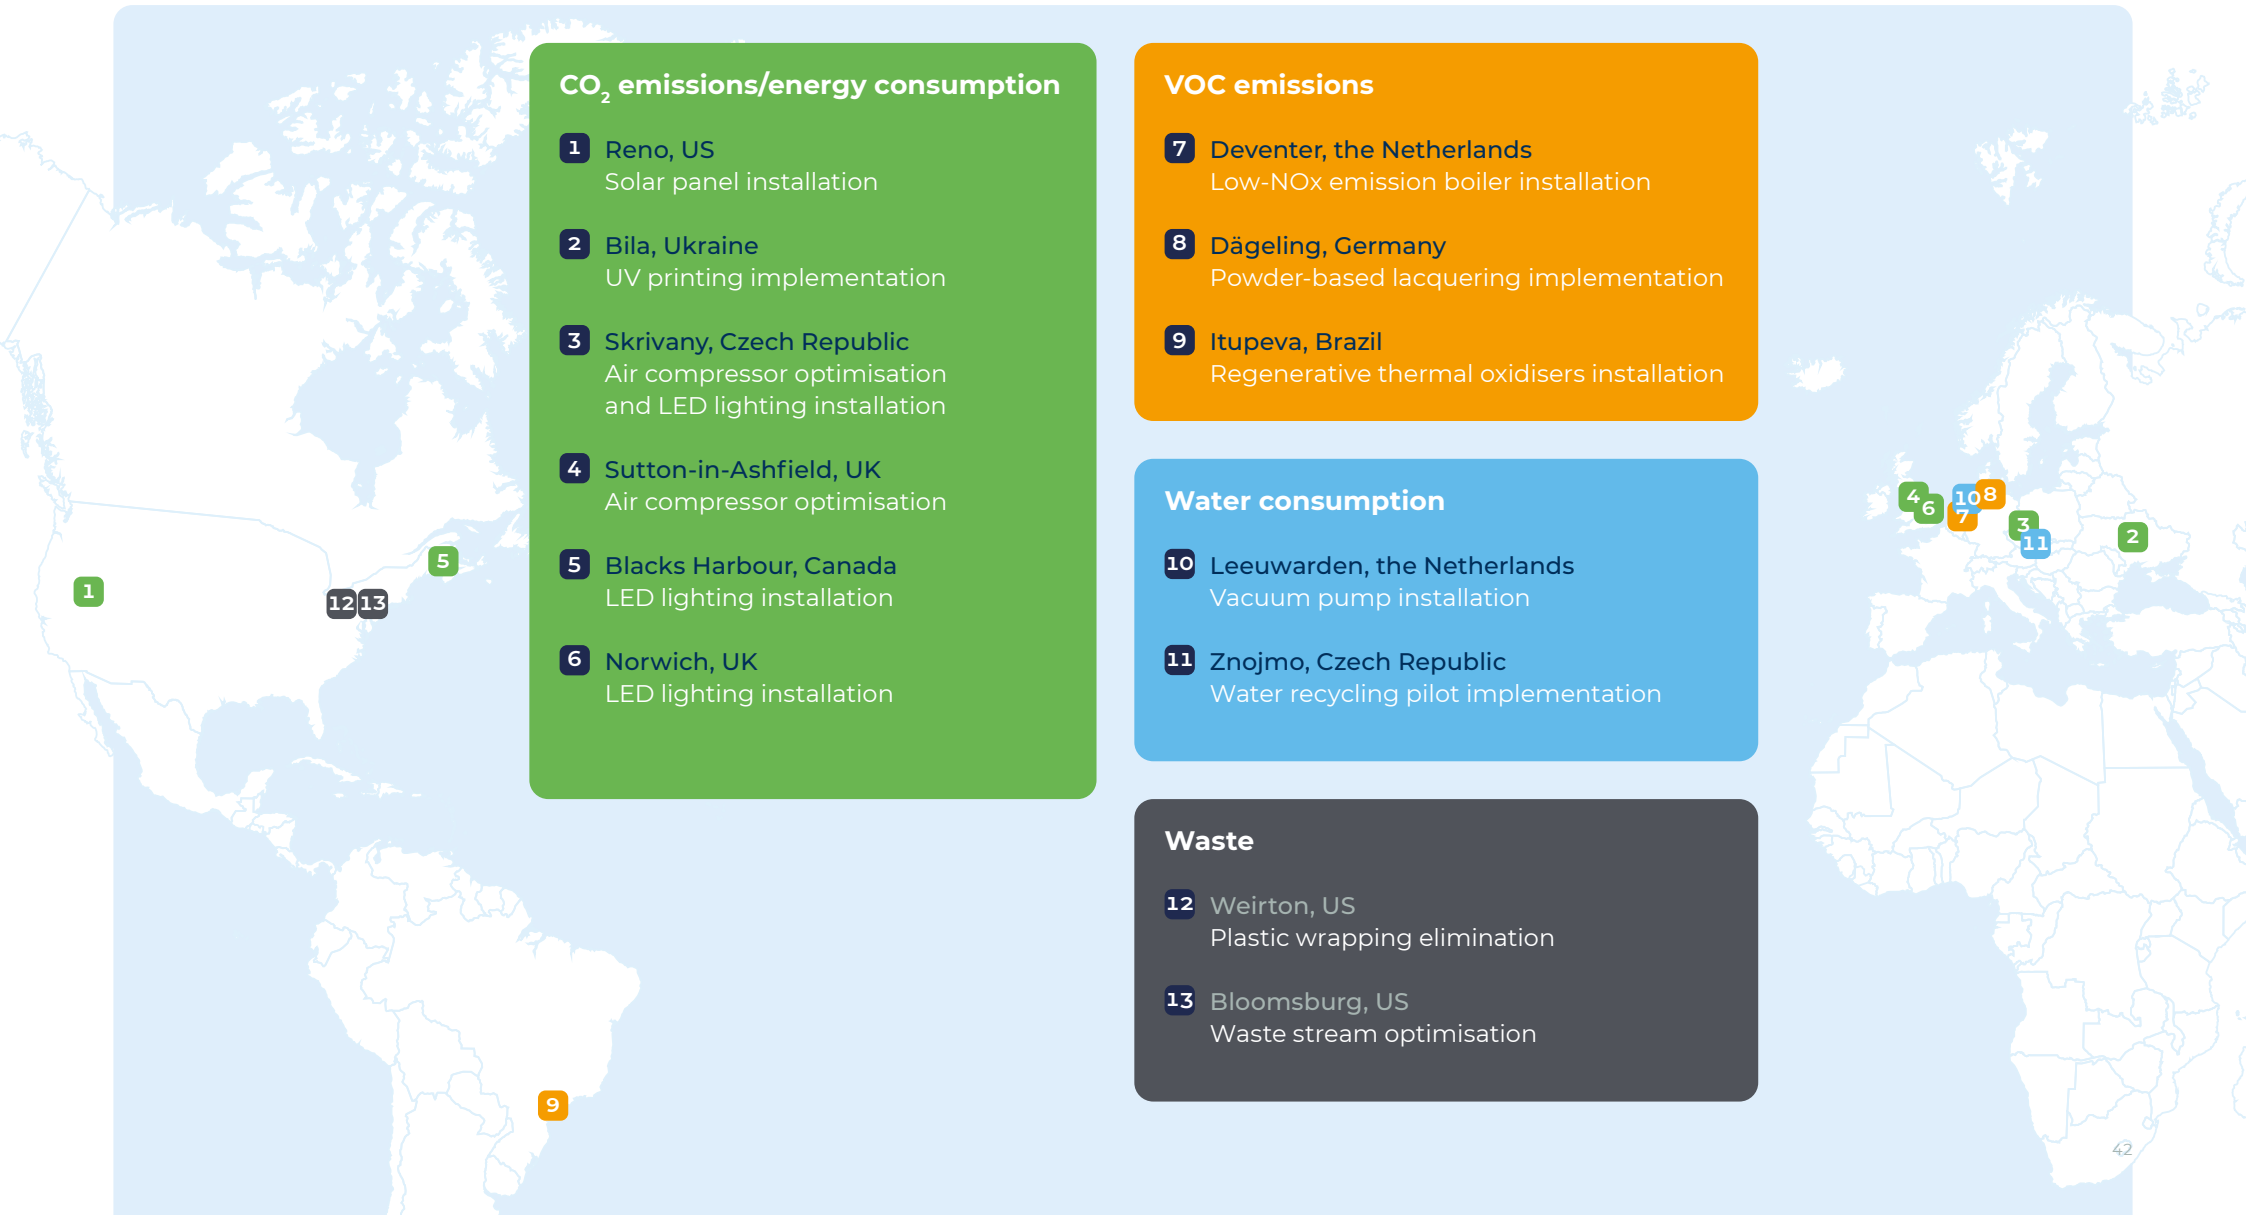 CO2 emissions/energy consumption
1 Reno, US
Solar panel installation
2 Bila, Ukraine
UV printing implementation
3 Skrivany, Czech Republic
Air compressor optimisation
and LED lighting installation
4 Sutton-in-Ashfield, UK
Air compressor optimisation
5 Blacks Harbour, Canada
LED lighting installation
6 Norwich, UK
LED lighting installation
VOC emissions
7 Deventer, the Netherlands
Low-NOx emission boiler installation
8 Dägeling, Germany
Powder-based lacquering implementation
9 Itupeva, Brazil
Regenerative thermal oxidisers installation
Water consumption
10 Leeuwarden, the Netherlands
Vacuum pump installation
11 Znojmo, Czech Republic
Water recycling pilot implementation
Waste
12 Weirton, US
Plastic wrapping elimination
13 Bloomsburg, US
Waste stream optimisation
1
12 13
5
9
4
6
10
8
7
3
11
2
42